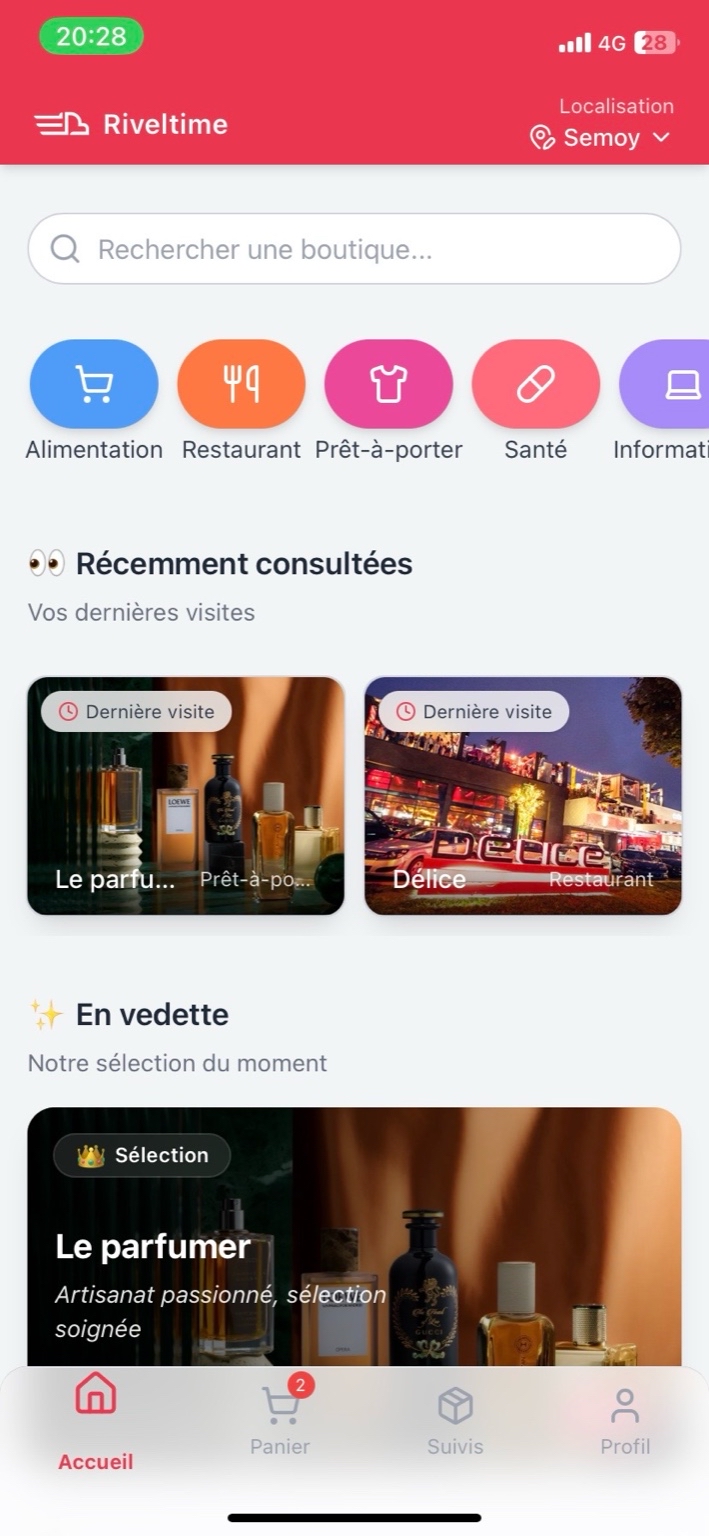 20:28
4G 28
Localisation
Riveltime
Semoy
Rechercher une boutique...
Alimentation Restaurant Prêt-à-porter Santé Informati
👀 Récemment consultées
Vos dernières visites
Dernière visite Dernière visite
LOEWE
Délice
Le parfu... Prêt-à-po... Délice Restaurant
✨ En vedette
Notre sélection du moment
👑 Sélection
Le parfumer
Artisanat passionné, sélection
soignée
GUCCI
2
Accueil Panier Suivis Profil